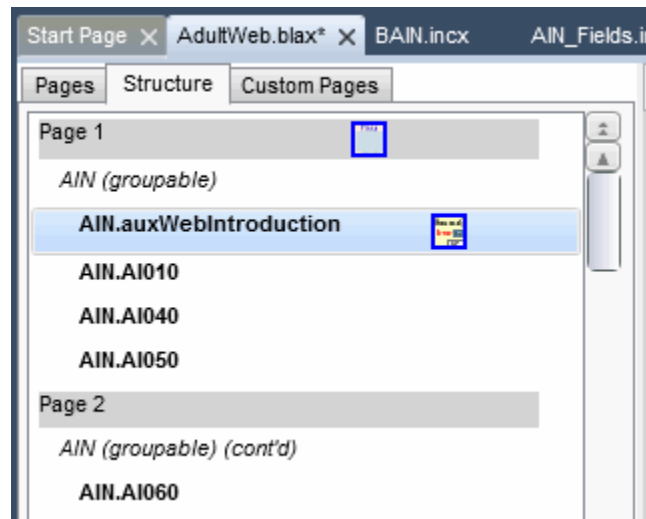 Start Page AdultWeb.blax* BAIN.incx AIN_Fields.i
Pages Structure Custom Pages
Page 1
AIN (groupable)
AIN.auxWebIntroduction
AIN.AI010
AIN.AI040
AIN.AI050
Page 2
AIN (groupable) (cont'd)
AIN.AI060